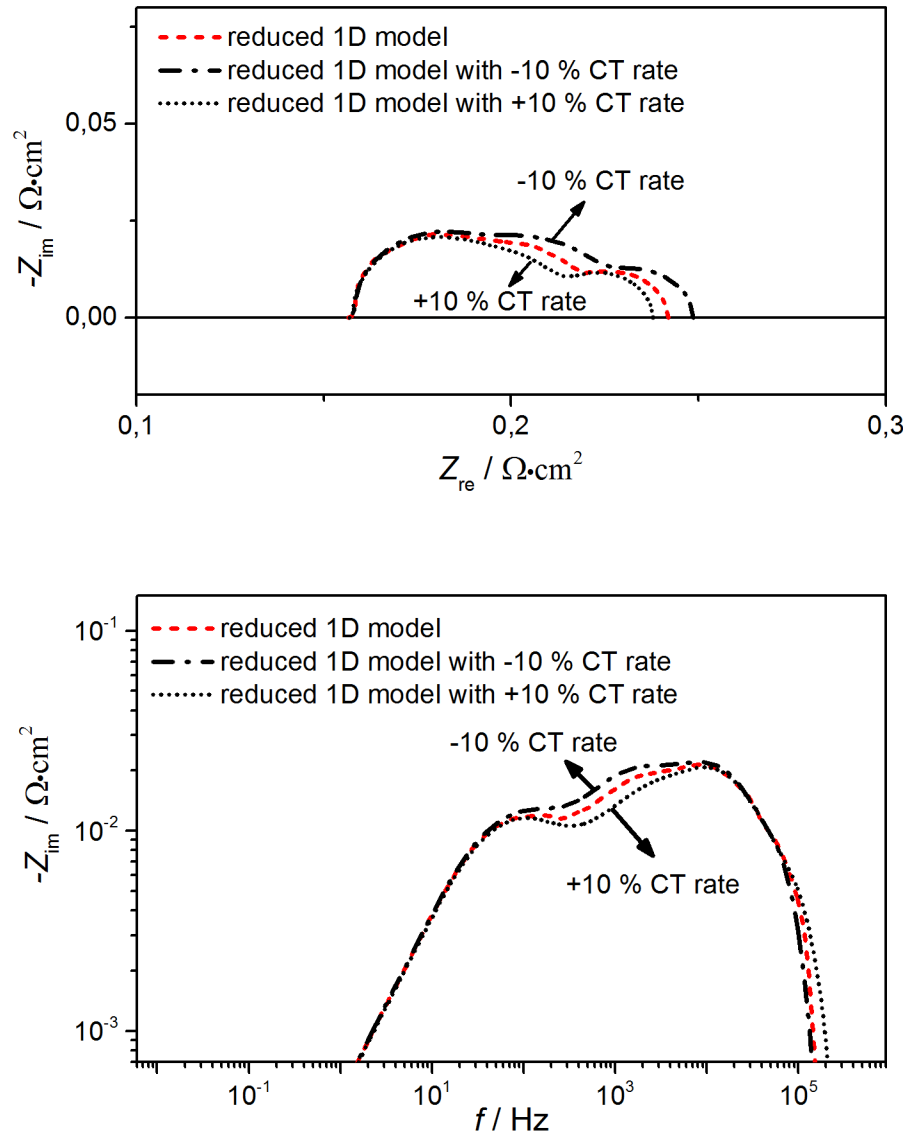 reduced 1D model
reduced 1D model with -10 % CT rate
reduced 1D model with +10 % CT rate
0,05
-10 % CT rate
-Zim / Ω•cm²
+10 % CT rate
0,00
0,1
0,2
0,3
Zre / Ω•cm²
10⁻¹
reduced 1D model
reduced 1D model with -10 % CT rate
reduced 1D model with +10 % CT rate
-10 % CT rate
-Zim / Ω•cm²
10⁻²
+10 % CT rate
10⁻³
10⁻¹
10¹
10³
10⁵
f / Hz